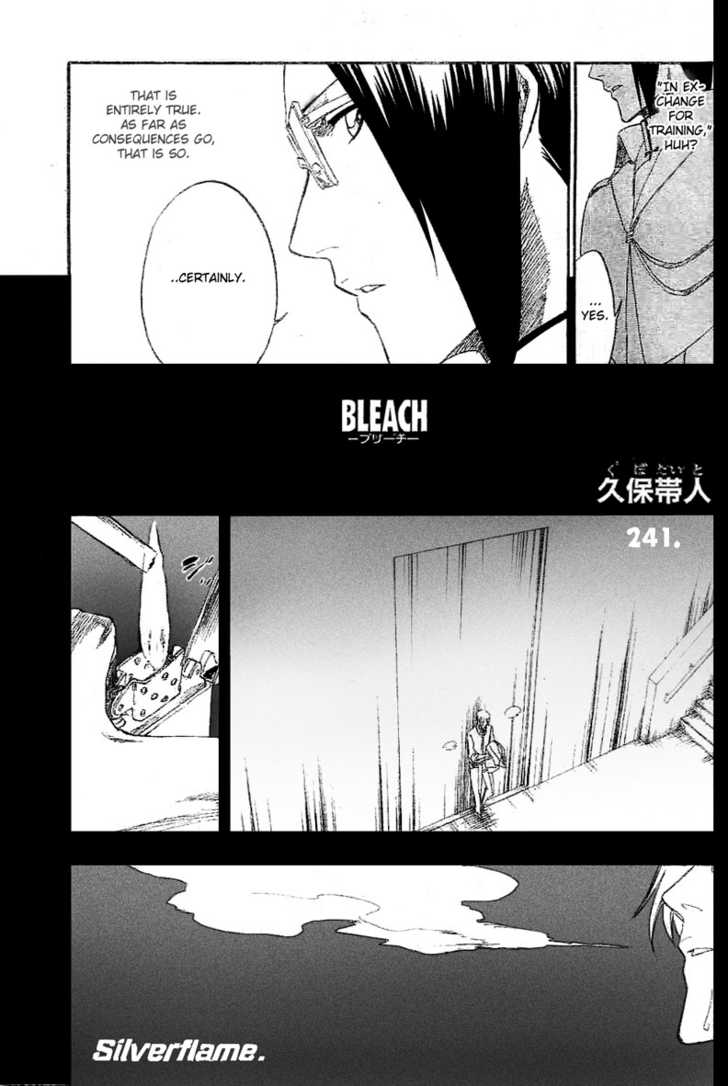 "IN EX-
CHANGE
FOR
TRAINING,"
HUH?
...
YES.
THAT IS
ENTIRELY TRUE.
AS FAR AS
CONSEQUENCES GO,
THAT IS SO.
..CERTAINLY.
BLEACH
ーブリーチー
くぼたいと
久保帯人
241.
Silverflame.